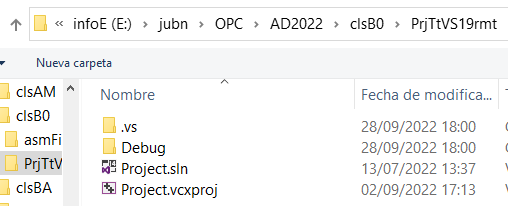 « infoE (E:) › jubn › OPC › AD2022 › clsB0 › PrjTtVS19rmt
Nueva carpeta
clsAM
clsB0
asmFi
PrjTtV
clsBA
Nombre Fecha de modifica...
.vs 28/09/2022 18:00
Debug 28/09/2022 18:00
Project.sln 13/07/2022 13:37
Project.vcxproj 02/09/2022 17:13